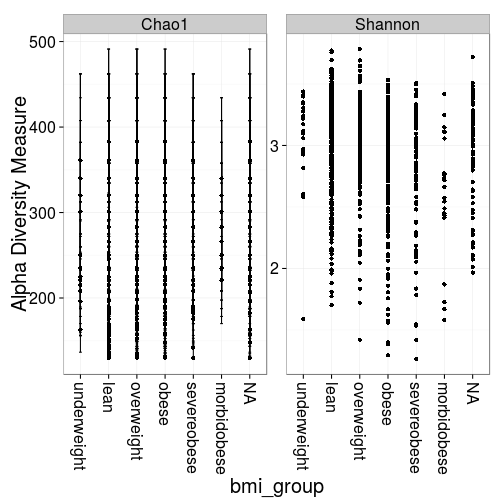 Chao1 Shannon
Alpha Diversity Measure
500
400
300
200
3
2
underweight
lean
overweight
obese
severeobese
morbidobese
NA
underweight
lean
overweight
obese
severeobese
morbidobese
NA
bmi_group